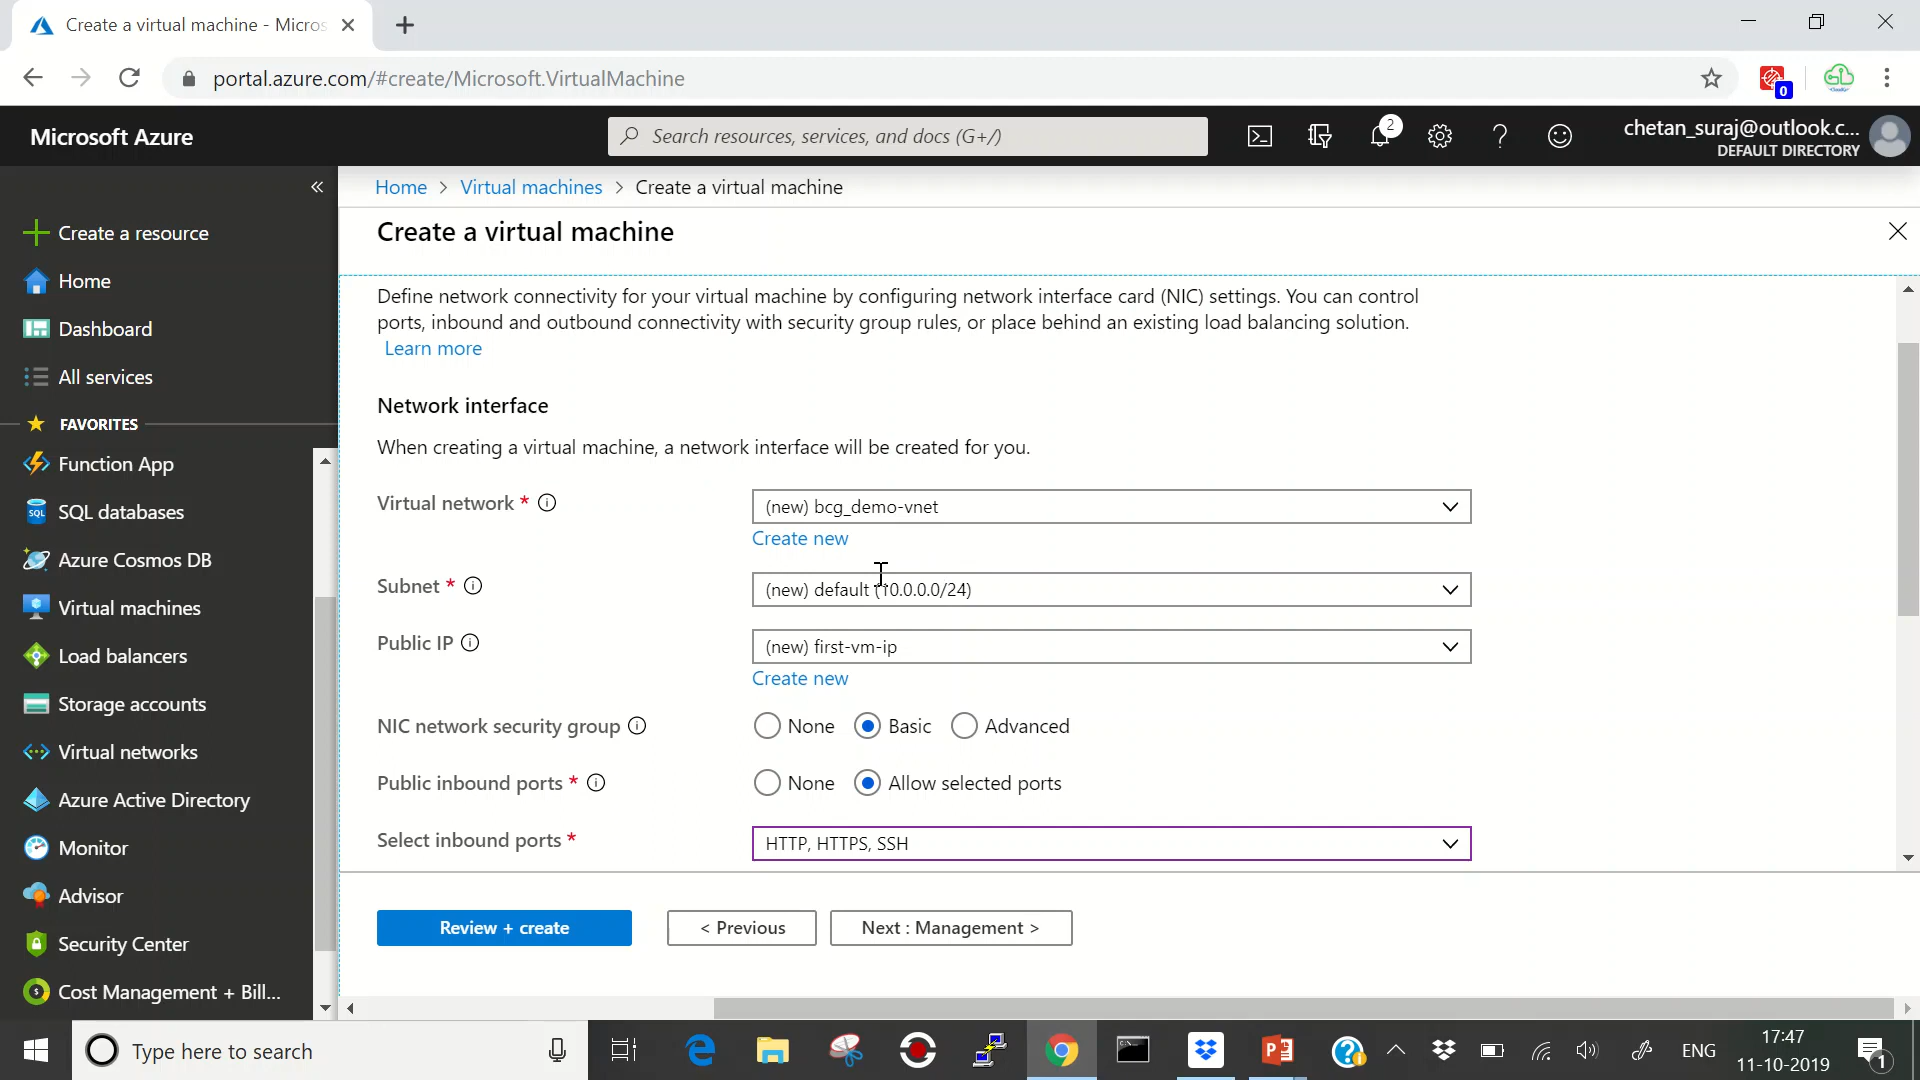 Create a virtual machine - Micros
portal.azure.com/#create/Microsoft.VirtualMachine
0
Microsoft Azure
Search resources, services, and docs (G+/)
2
chetan_suraj@outlook.c...
DEFAULT DIRECTORY
Home > Virtual machines > Create a virtual machine
Create a virtual machine
Create a resource
Home
Dashboard
All services
FAVORITES
Function App
SQL databases
Azure Cosmos DB
Virtual machines
Load balancers
Storage accounts
Virtual networks
Azure Active Directory
Monitor
Advisor
Security Center
Cost Management + Bill...
Define network connectivity for your virtual machine by configuring network interface card (NIC) settings. You can control
ports, inbound and outbound connectivity with security group rules, or place behind an existing load balancing solution.
Learn more
Network interface
When creating a virtual machine, a network interface will be created for you.
Virtual network *
(new) bcg_demo-vnet
Create new
Subnet *
(new) default (10.0.0.0/24)
Public IP
(new) first-vm-ip
Create new
NIC network security group
None Basic Advanced
Public inbound ports *
None Allow selected ports
Select inbound ports *
HTTP, HTTPS, SSH
Review + create
< Previous
Next : Management >
Type here to search
ENG
17:47
11-10-2019
1